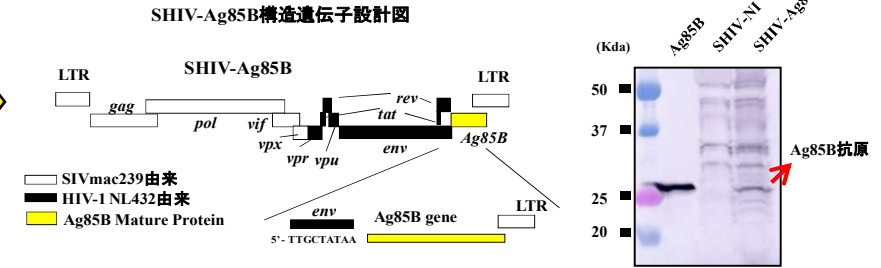 SHIV-Ag85B構造遺伝子設計図
SHIV-Ag85B
LTR
gag
pol
vif
vpx
vpr
vpu
rev
tat
env
Ag85B
LTR
SIVmac239由来
HIV-1 NL432由来
Ag85B Mature Protein
env
Ag85B gene
LTR
5'- TTGCTATAA
(Kda)
Ag85B
SHIV-NI
50
37
25
20
Ag85B抗原